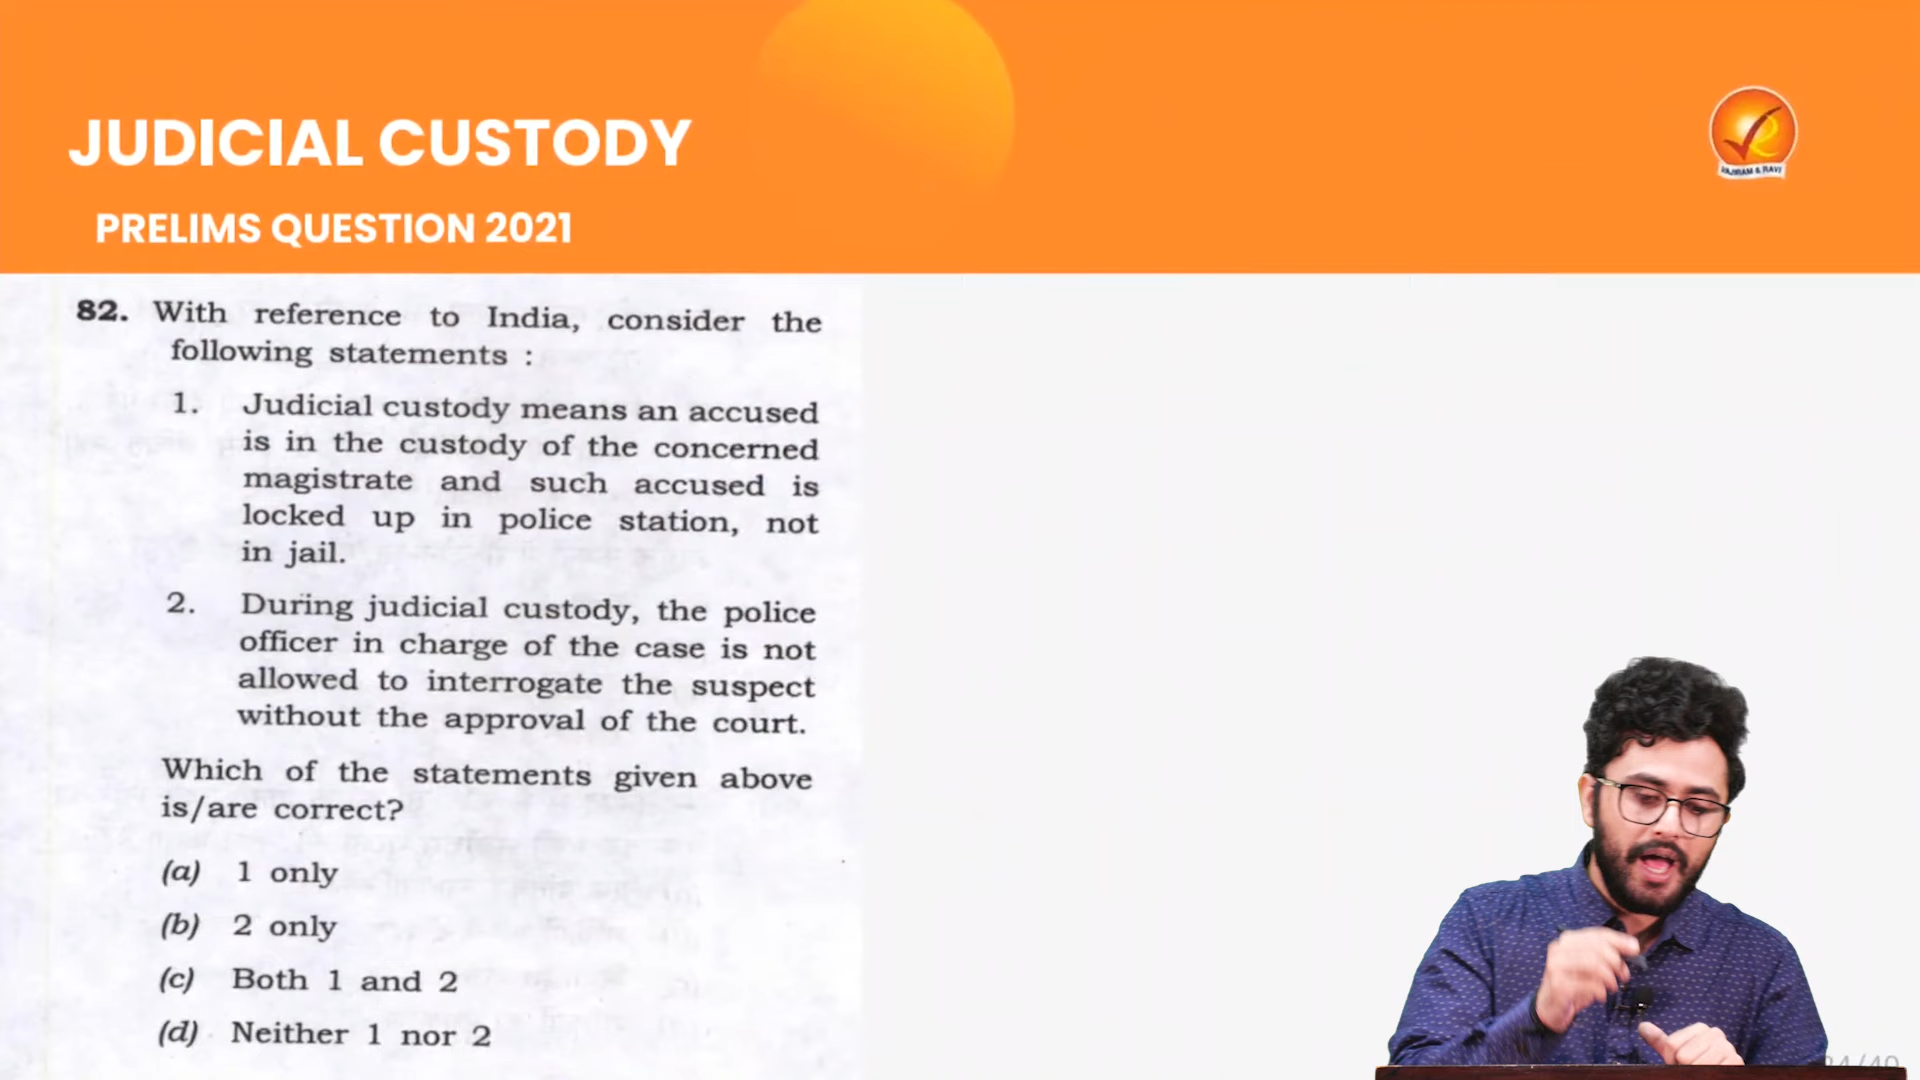 JUDICIAL CUSTODY
PRELIMS QUESTION 2021
VAJIRAM & RAVI
82. With reference to India, consider the
following statements :
1. Judicial custody means an accused
is in the custody of the concerned
magistrate and such accused is
locked up in police station, not
in jail.
2. During judicial custody, the police
officer in charge of the case is not
allowed to interrogate the suspect
without the approval of the court.
Which of the statements given above
is/are correct?
(a) 1 only
(b) 2 only
(c) Both 1 and 2
(d) Neither 1 nor 2